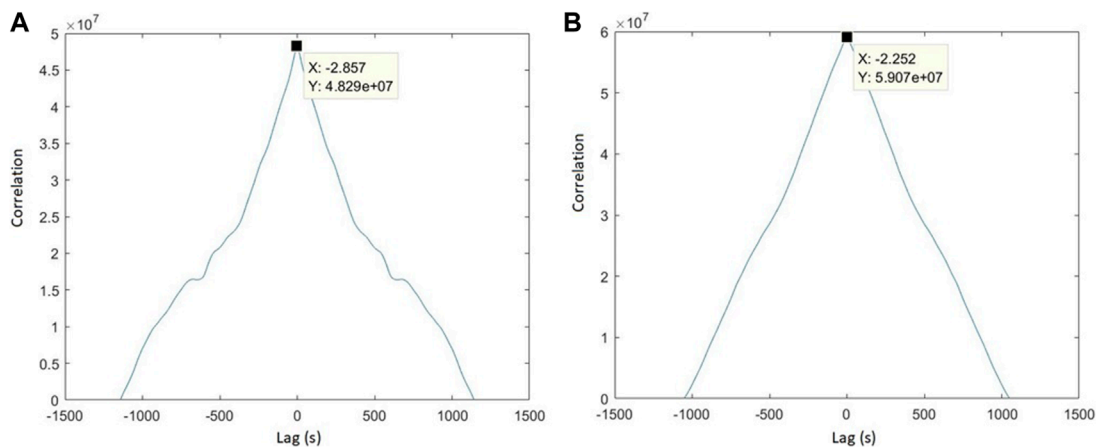 A
×10⁷
5
4.5
4
3.5
3
2.5
2
1.5
1
0.5
0
Correlation
X: -2.857
Y: 4.829e+07
-1500 -1000 -500 0 500 1000 1500
Lag (s)
B
×10⁷
6
5
4
3
2
1
0
Correlation
X: -2.252
Y: 5.907e+07
-1500 -1000 -500 0 500 1000 1500
Lag (s)